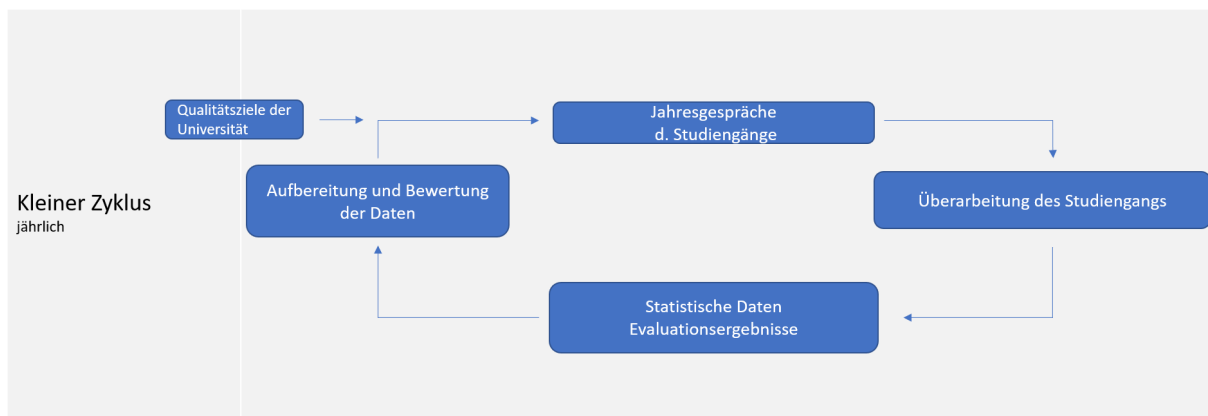 Qualitätsziele der
Universität
Jahresgespräche
d. Studiengänge
Kleiner Zyklus
jährlich
Aufbereitung und Bewertung
der Daten
Überarbeitung des Studiengangs
Statistische Daten
Evaluationsergebnisse